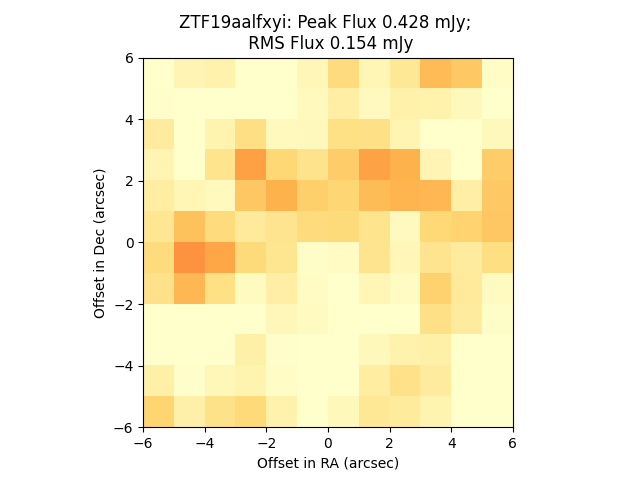 ZTF19aalfxyi: Peak Flux 0.428 mJy;
RMS Flux 0.154 mJy
6
4
2
0
−2
−4
−6
Offset in Dec (arcsec)
−6 −4 −2 0 2 4 6
Offset in RA (arcsec)